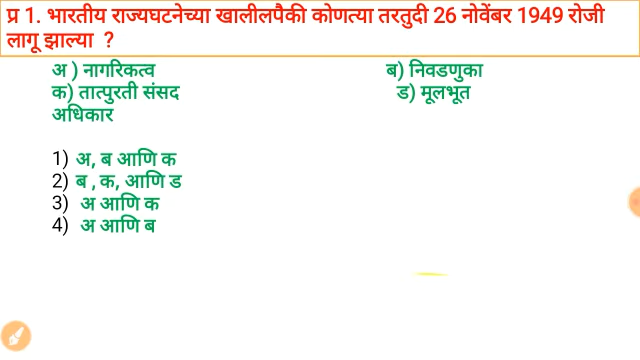 प्र 1. भारतीय राज्यघटनेच्या खालीलपैकी कोणत्या तरतुदी 26 नोवेंबर 1949 रोजी
लागू झाल्या ?
अ ) नागरिकत्व ब) निवडणुका
क) तात्पुरती संसद ड) मूलभूत
अधिकार
1) अ, ब आणि क
2) ब , क, आणि ड
3) अ आणि क
4) अ आणि ब